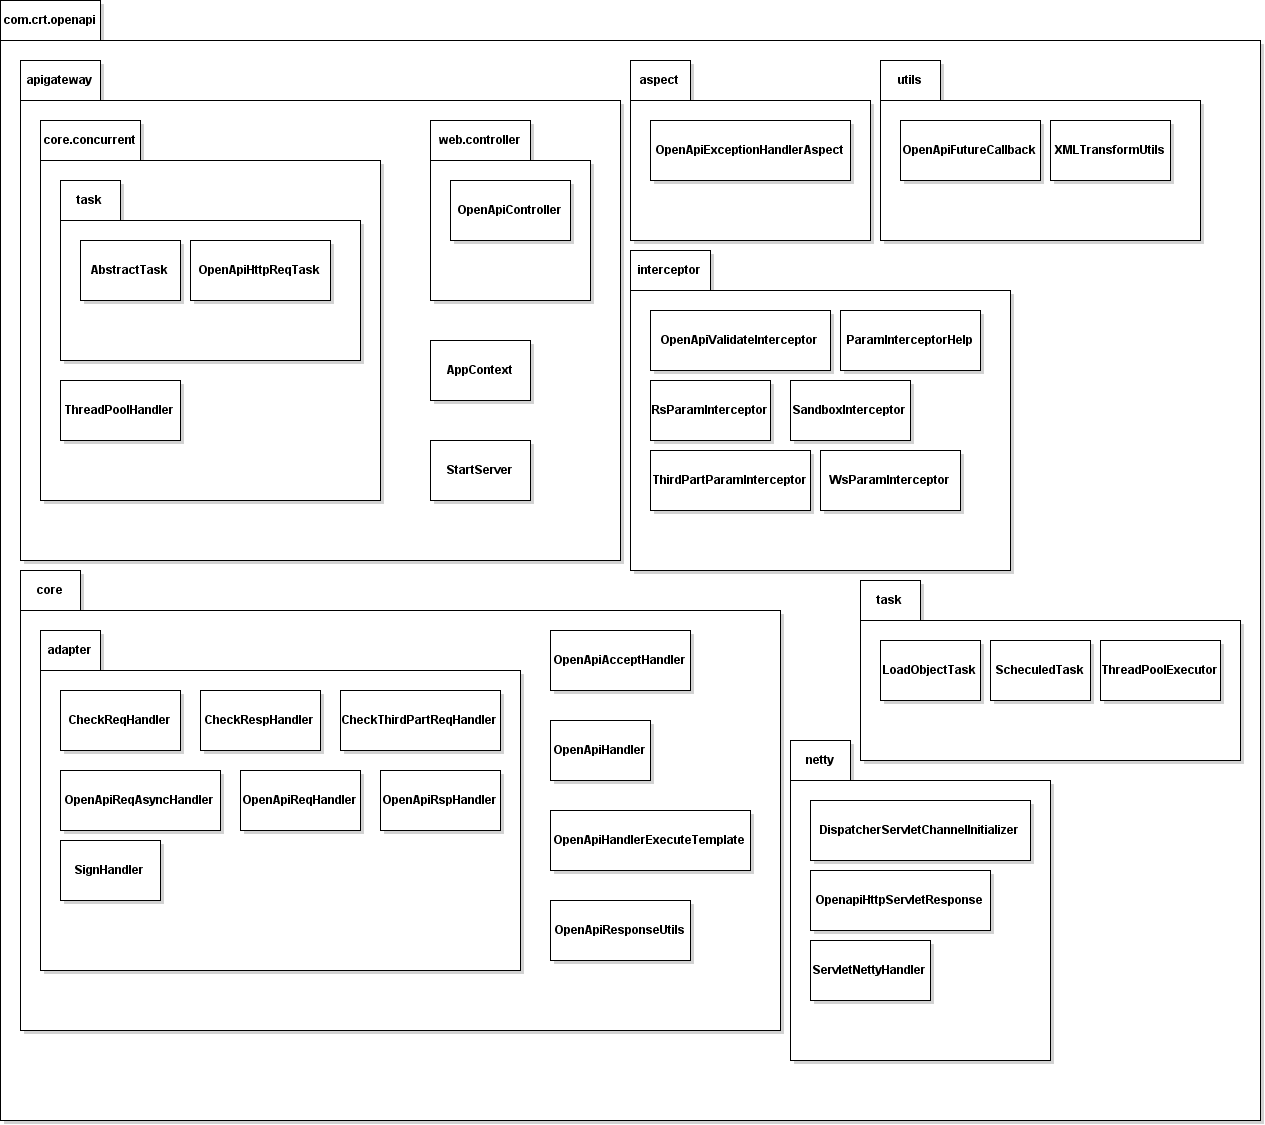 com.crt.openapi
apigateway
core.concurrent
task
AbstractTask
OpenApiHttpReqTask
ThreadPoolHandler
web.controller
OpenApiController
AppContext
StartServer
aspect
OpenApiExceptionHandlerAspect
utils
OpenApiFutureCallback
XMLTransformUtils
interceptor
OpenApiValidateInterceptor
ParamInterceptorHelp
RsParamInterceptor
SandboxInterceptor
ThirdPartParamInterceptor
WsParamInterceptor
core
adapter
CheckReqHandler
CheckRespHandler
CheckThirdPartReqHandler
OpenApiReqAsyncHandler
OpenApiReqHandler
OpenApiRspHandler
SignHandler
OpenApiAcceptHandler
OpenApiHandler
OpenApiHandlerExecuteTemplate
OpenApiResponseUtils
task
LoadObjectTask
ScheculedTask
ThreadPoolExecutor
netty
DispatcherServletChannelInitializer
OpenapiHttpServletResponse
ServletNettyHandler